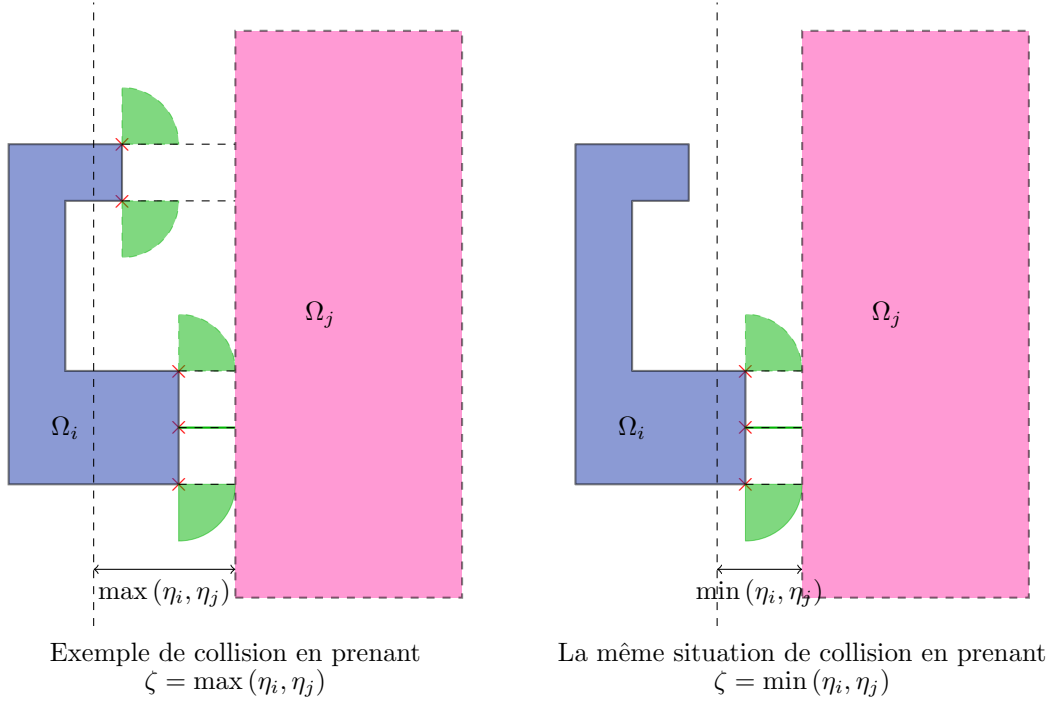 Ω_j
Ω_i
max (η_i, η_j)
Exemple de collision en prenant
ζ = max (η_i, η_j)
Ω_j
Ω_i
min (η_i, η_j)
La même situation de collision en prenant
ζ = min (η_i, η_j)